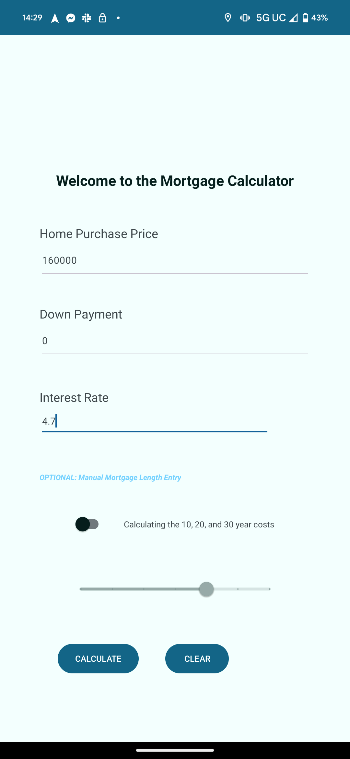 14:29 5G UC 43%
Welcome to the Mortgage Calculator
Home Purchase Price
160000
Down Payment
0
Interest Rate
4.7
OPTIONAL: Manual Mortgage Length Entry
Calculating the 10, 20, and 30 year costs
CALCULATE CLEAR